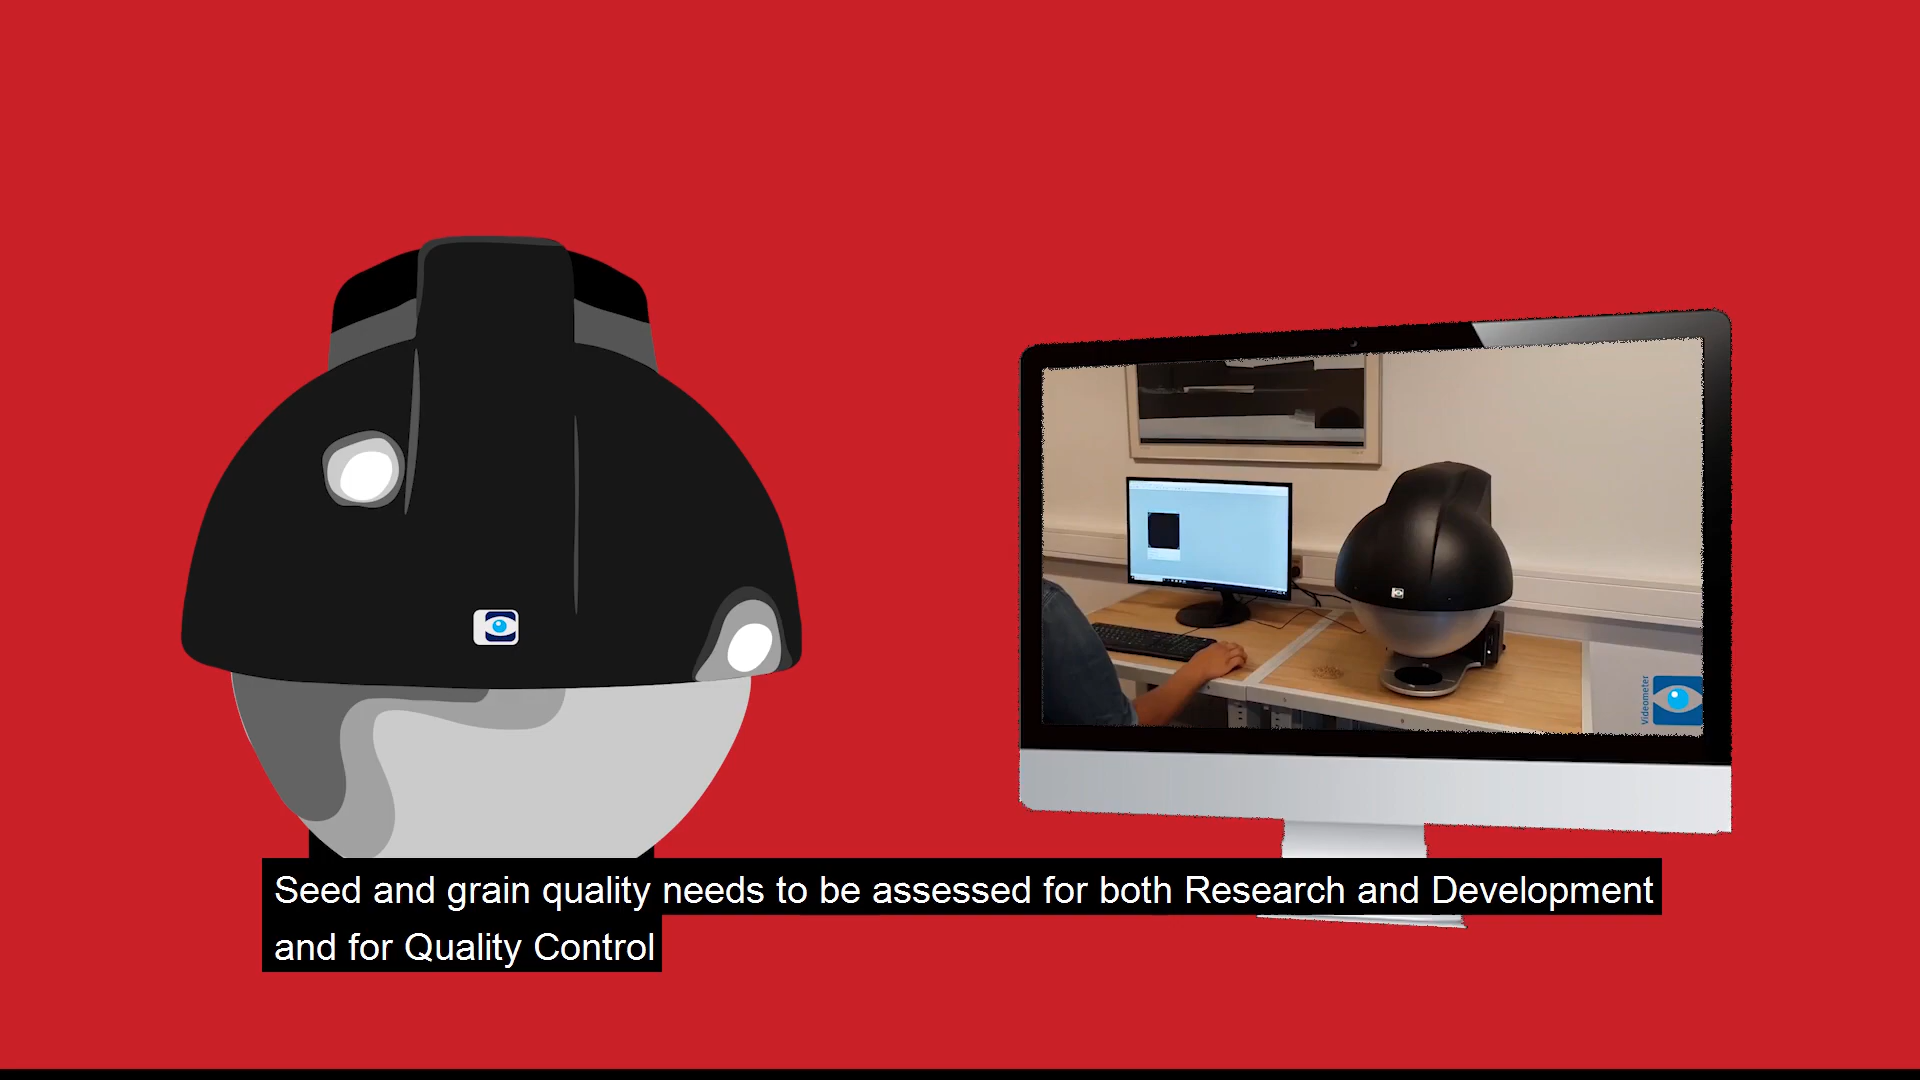 Videometer
Seed and grain quality needs to be assessed for both Research and Development
and for Quality Control